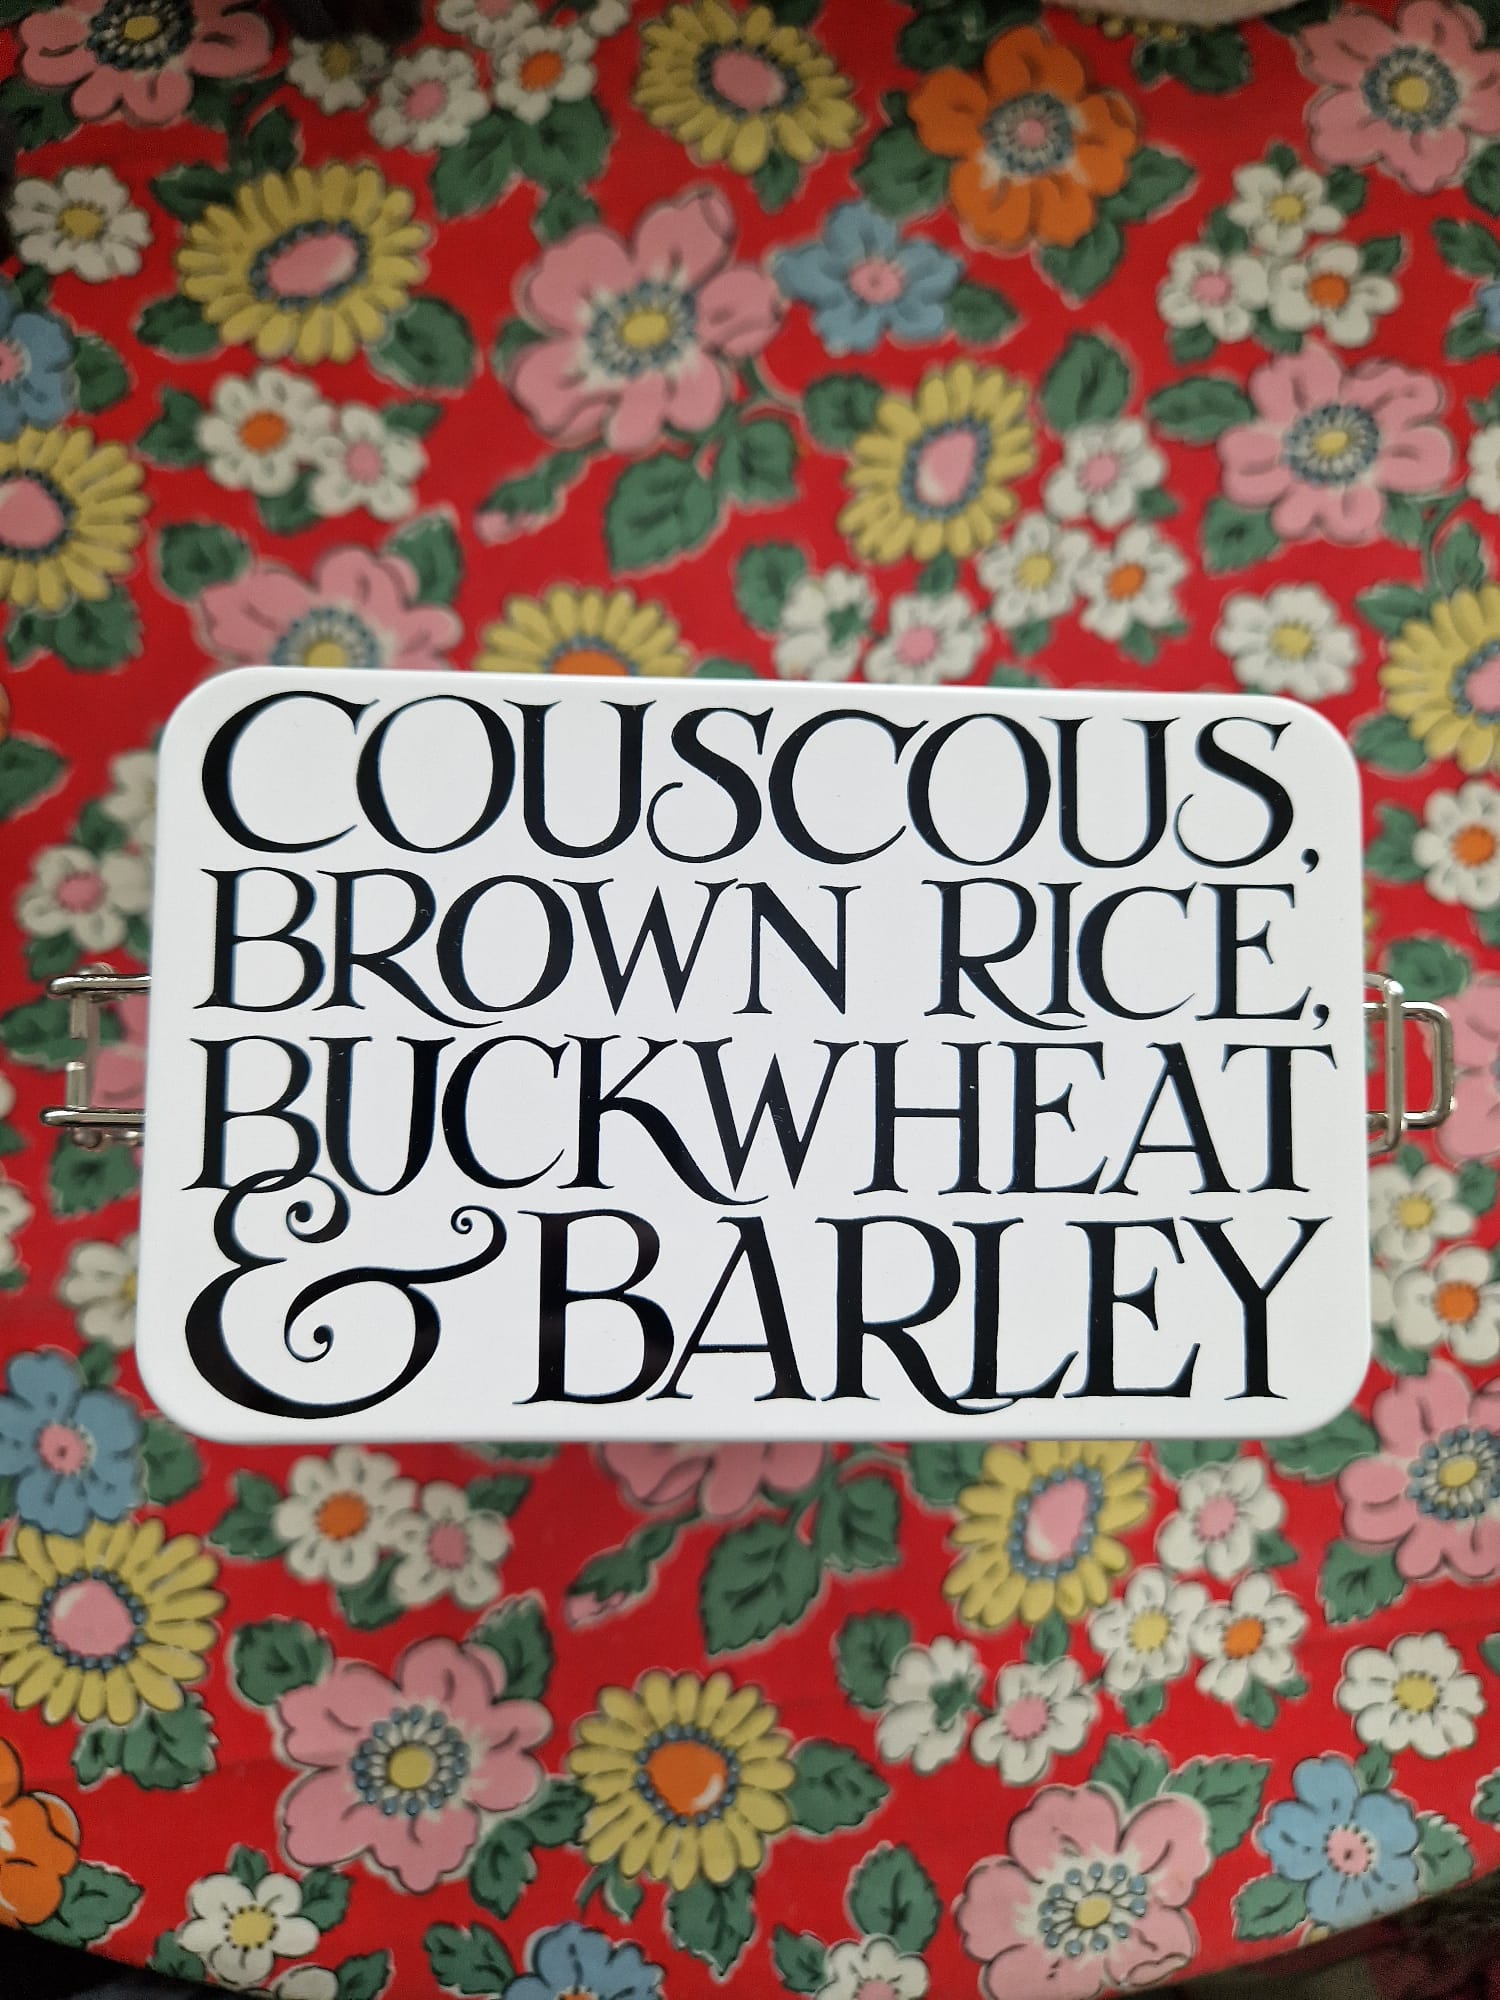 COUSCOUS,
BROWN RICE,
BUCKWHEAT
& BARLEY